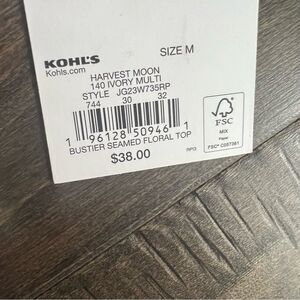 KOHL'S SIZE M
Kohls.com
HARVEST MOON
140 IVORY MULTI
STYLE JG23W735RP
744 30 32
1 96128 50946 1
BUSTIER SEAMED FLORAL TOP
$38.00
RP13
FSC
MIX
Paper
FSC® C057361